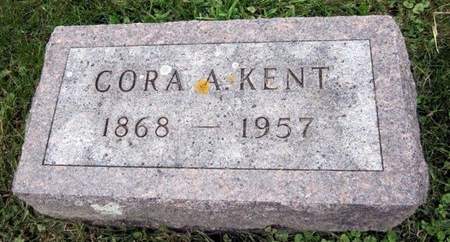 CORA A. KENT
1868 — 1957